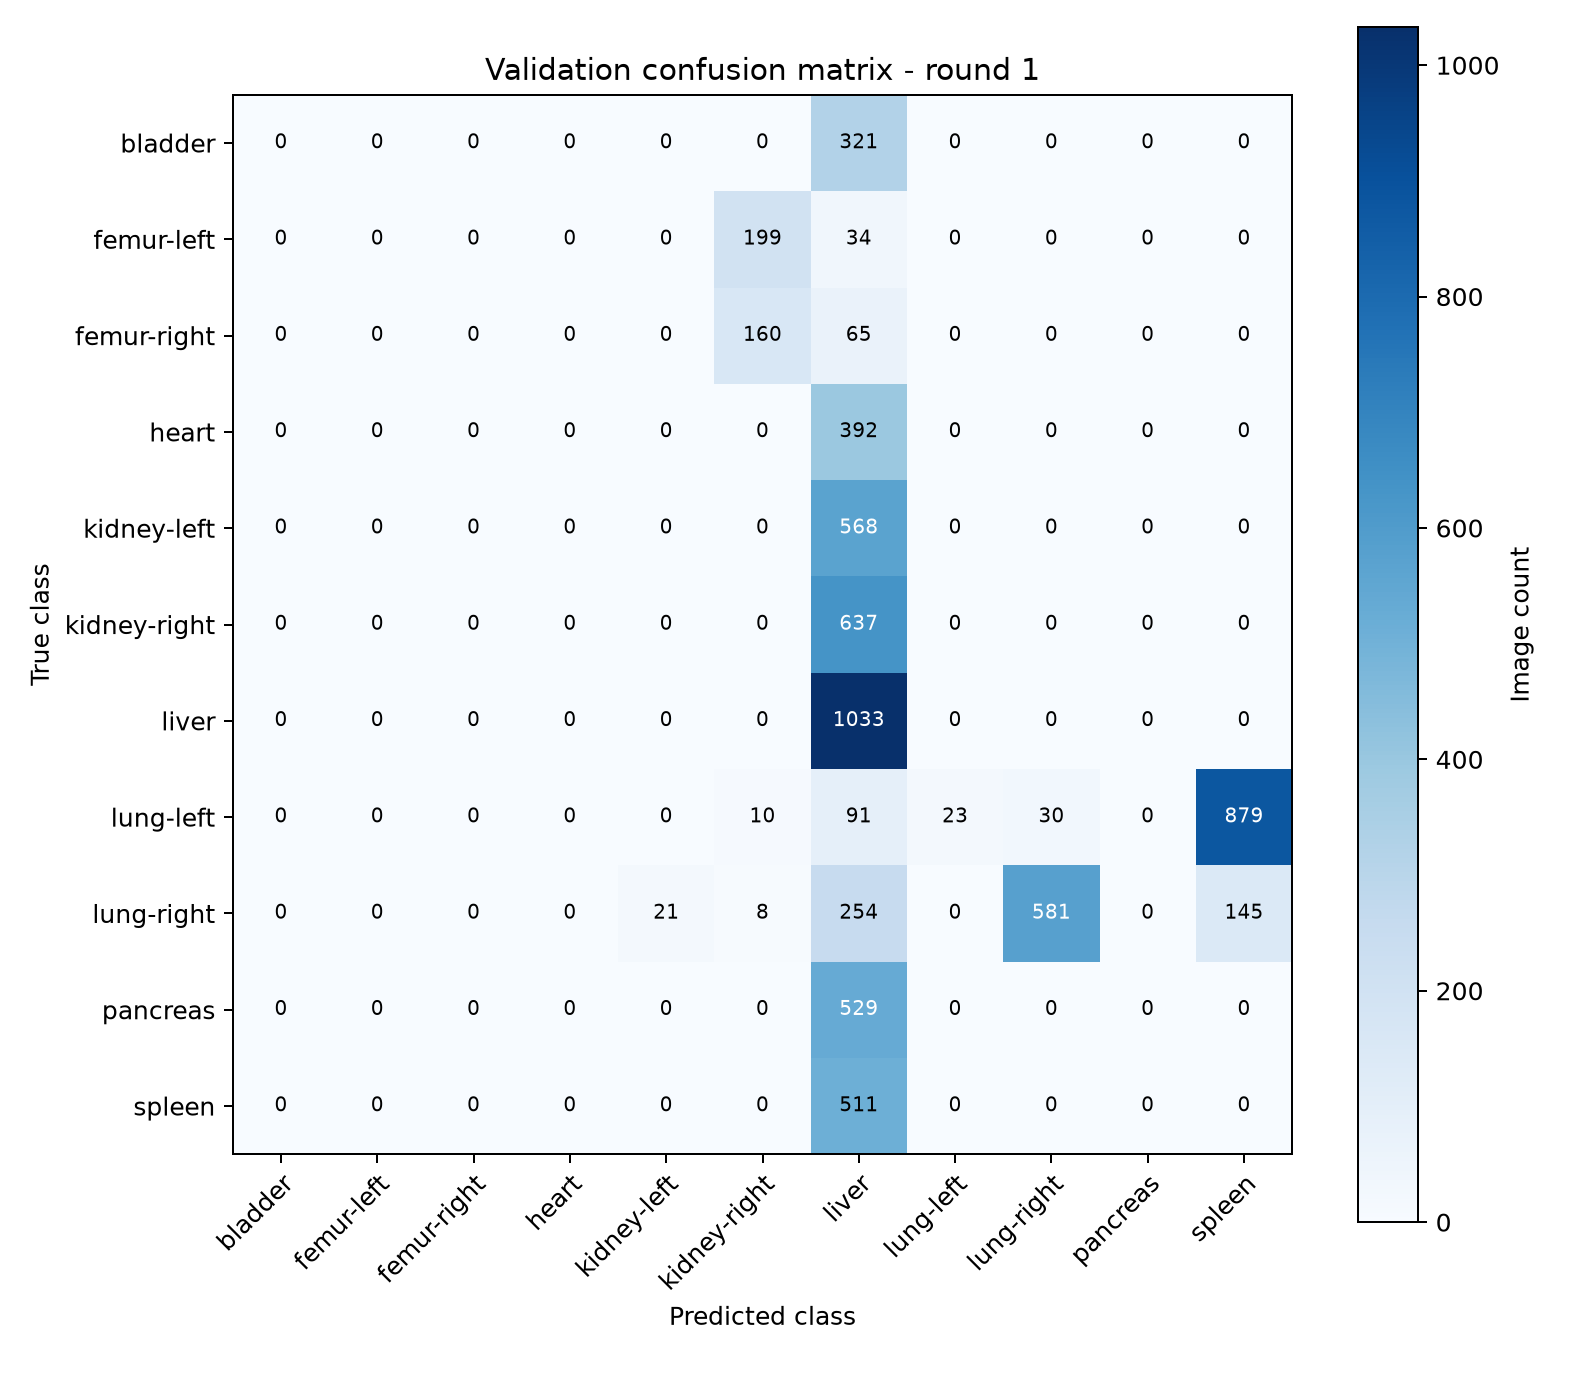 Validation confusion matrix - round 1
True class
bladder 0 0 0 0 0 0 321 0 0 0 0
femur-left 0 0 0 0 0 199 34 0 0 0 0
femur-right 0 0 0 0 0 160 65 0 0 0 0
heart 0 0 0 0 0 0 392 0 0 0 0
kidney-left 0 0 0 0 0 0 568 0 0 0 0
kidney-right 0 0 0 0 0 0 637 0 0 0 0
liver 0 0 0 0 0 0 1033 0 0 0 0
lung-left 0 0 0 0 0 10 91 23 30 0 879
lung-right 0 0 0 0 21 8 254 0 581 0 145
pancreas 0 0 0 0 0 0 529 0 0 0 0
spleen 0 0 0 0 0 0 511 0 0 0 0
bladder femur-left femur-right heart kidney-left kidney-right liver lung-left lung-right pancreas spleen
Predicted class
1000
800
600
400
200
0
Image count